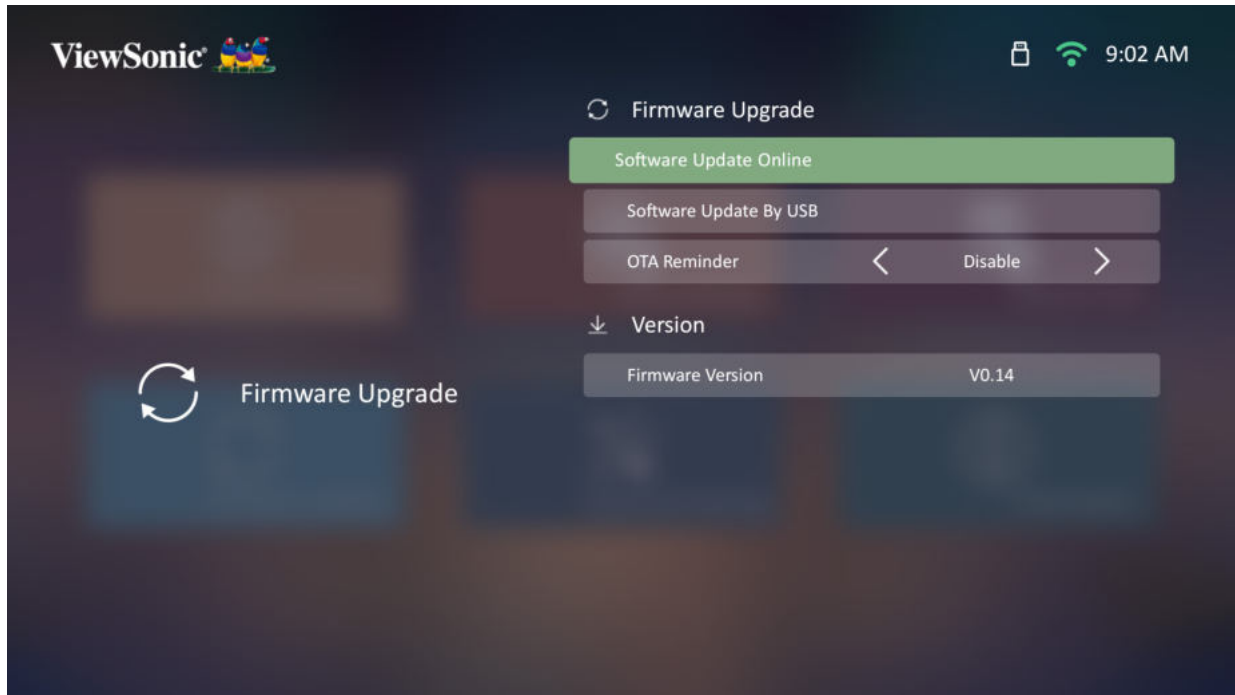 ViewSonic®
9:02 AM
Firmware Upgrade
Software Update Online
Software Update By USB
OTA Reminder Disable
Version
Firmware Version V0.14
Firmware Upgrade